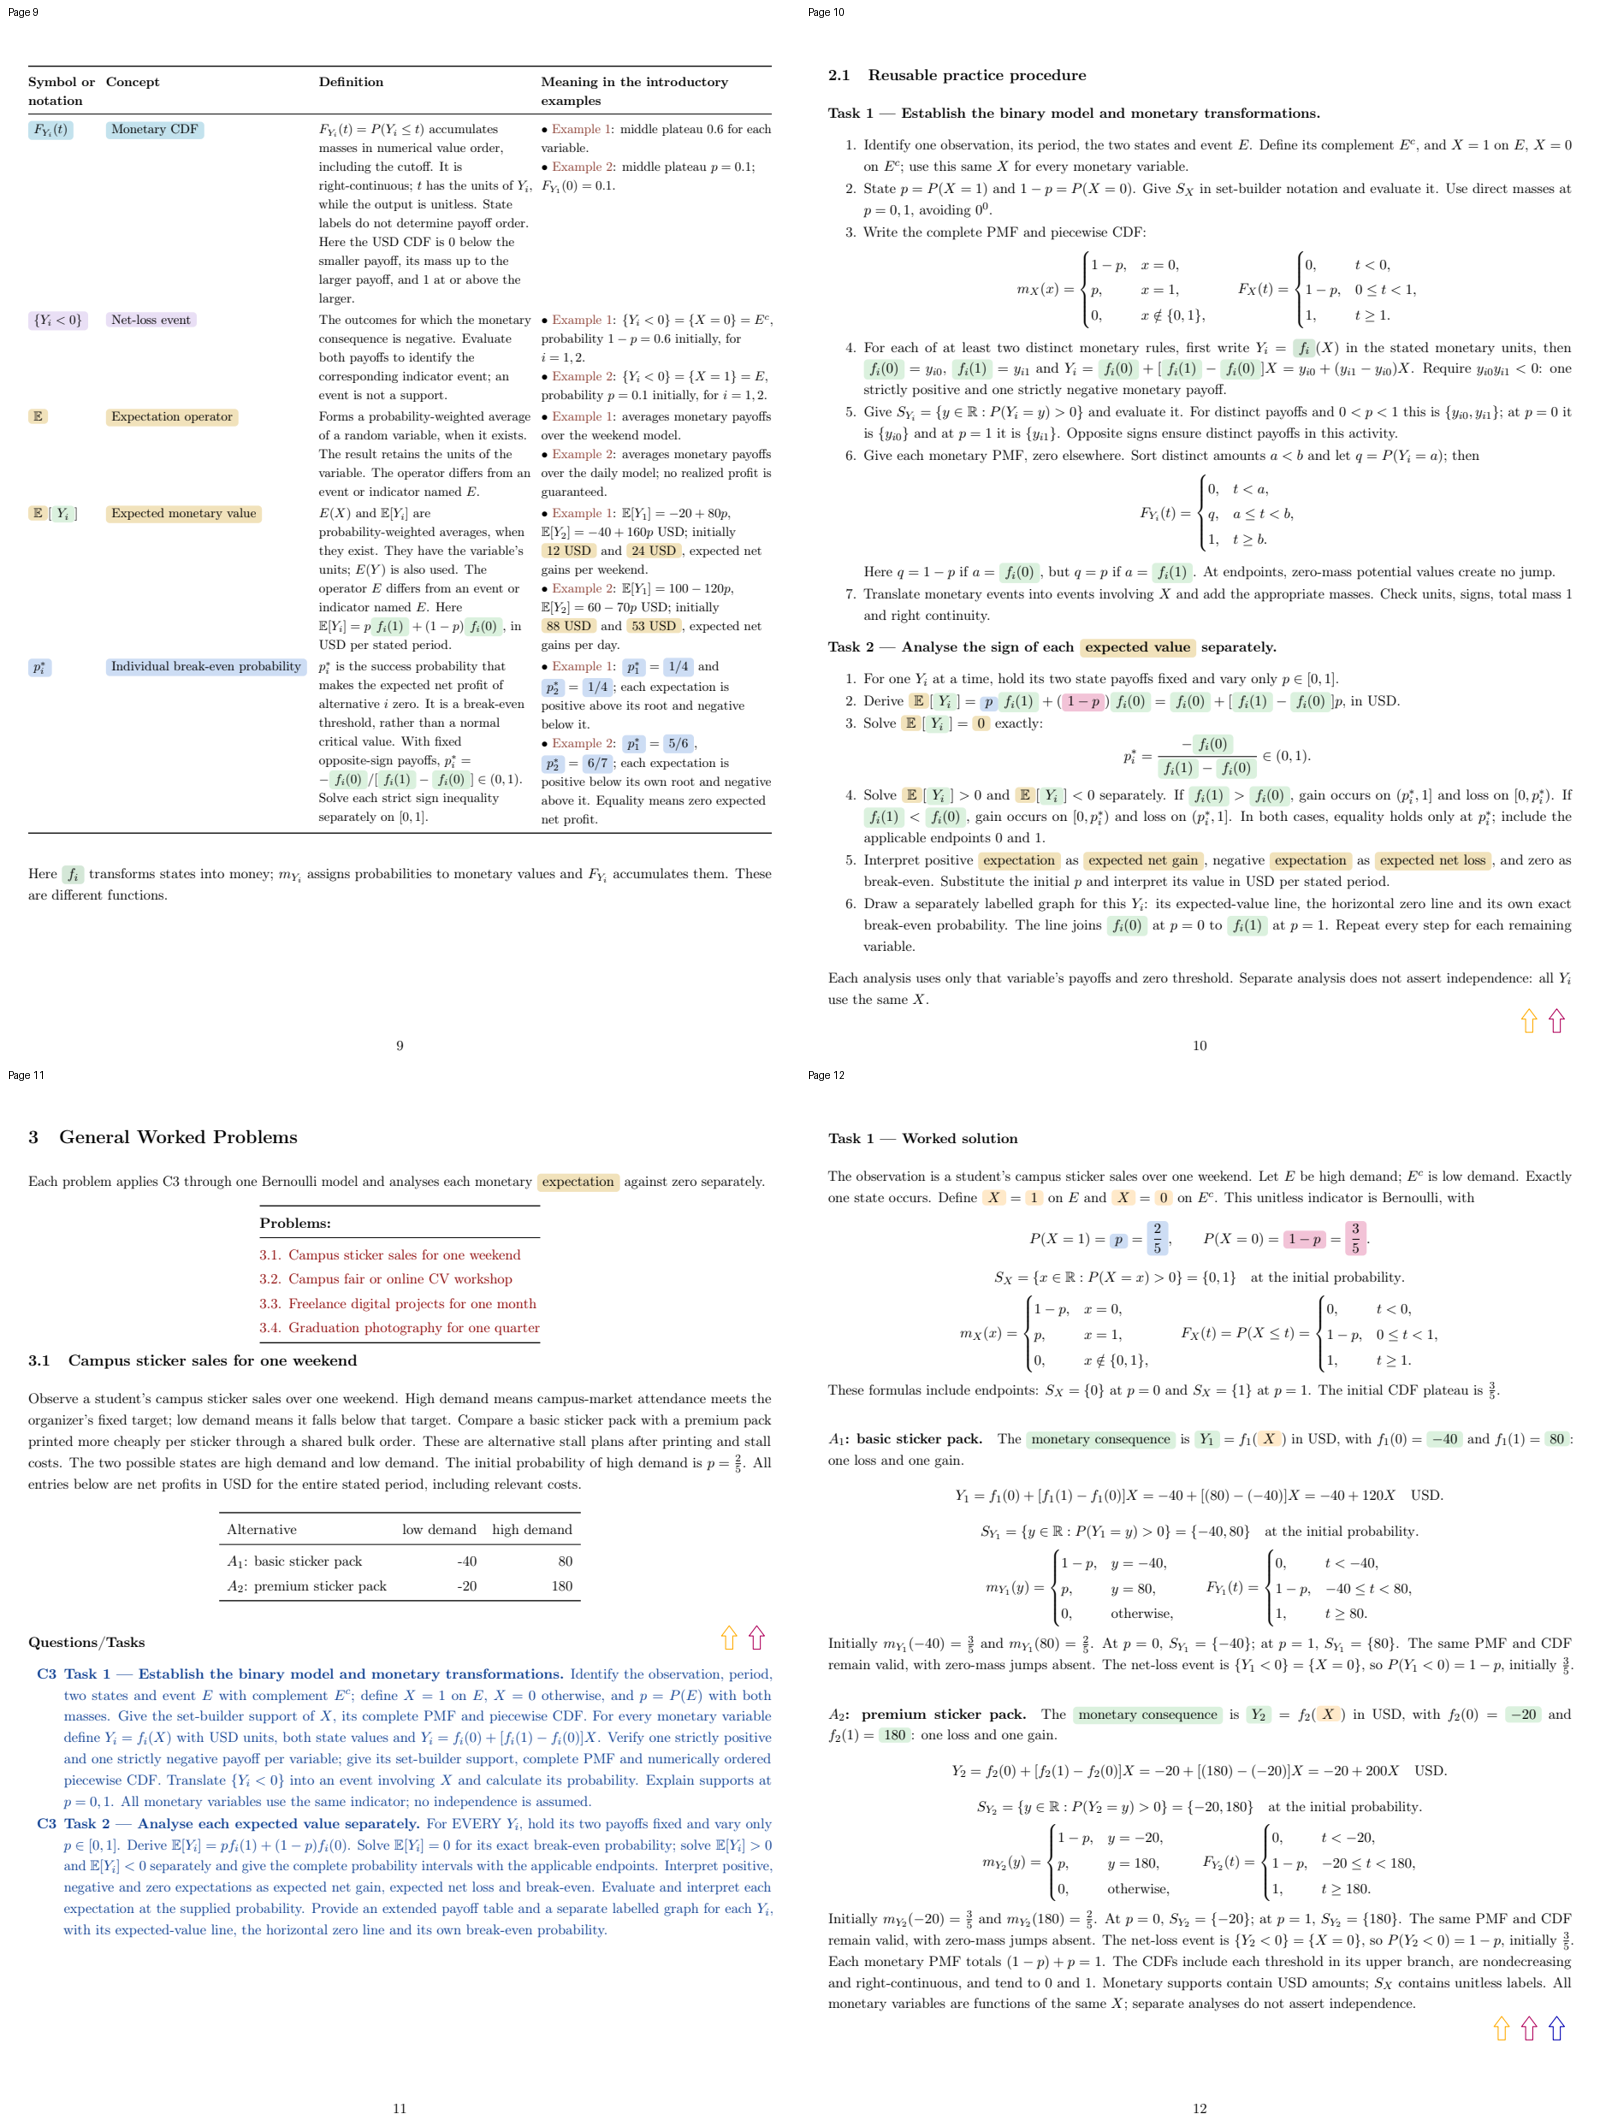 Page 9
Symbol or notation | Concept | Definition | Meaning in the introductory examples
F_{Y_i}(t) | Monetary CDF
F_{Y_i}(t) = P(Y_i ≤ t) accumulates
masses in numerical value order,
including the cutoff. It is
right-continuous; t has the units of Y_i,
while the output is unitless. State
labels do not determine payoff order.
Here the USD CDF is 0 below the
smaller payoff, its mass up to the
larger payoff, and 1 at or above the
larger.
• Example 1: middle plateau 0.6 for each
variable.
• Example 2: middle plateau p = 0.1;
F_{Y_1}(0) = 0.1.
{Y_i < 0} | Net-loss event
The outcomes for which the monetary
consequence is negative. Evaluate
both payoffs to identify the
corresponding indicator event; an
event is not a support.
• Example 1: {Y_i < 0} = {X = 0} = E^c,
probability 1 − p = 0.6 initially, for
i = 1, 2.
• Example 2: {Y_i < 0} = {X = 1} = E,
probability p = 0.1 initially, for i = 1, 2.
𝔼 | Expectation operator
Forms a probability-weighted average
of a random variable, when it exists.
The result retains the units of the
variable. The operator differs from an
event or indicator named E.
• Example 1: averages monetary payoffs
over the weekend model.
• Example 2: averages monetary payoffs
over the daily model; no realized profit is
guaranteed.
𝔼[Y_i] | Expected monetary value
E(X) and 𝔼[Y_i] are
probability-weighted averages, when
they exist. They have the variable's
units; E(Y) is also used. The
operator E differs from an event or
indicator named E. Here
𝔼[Y_i] = p f_i(1) + (1−p) f_i(0), in
USD per stated period.
• Example 1: 𝔼[Y_1] = −20 + 80p,
𝔼[Y_2] = −40 + 160p USD; initially
12 USD and 24 USD, expected net
gains per weekend.
• Example 2: 𝔼[Y_1] = 100 − 120p,
𝔼[Y_2] = 60 − 70p USD; initially
88 USD and 53 USD, expected net
gains per day.
p_i^* | Individual break-even probability
p_i^* is the success probability that
makes the expected net profit of
alternative i zero. It is a break-even
threshold, rather than a normal
critical value. With fixed
opposite-sign payoffs, p_i^* =
−f_i(0)/[f_i(1) − f_i(0)] ∈ (0, 1).
Solve each strict sign inequality
separately on [0, 1].
• Example 1: p_1^* = 1/4 and
p_2^* = 1/4; each expectation is
positive above its root and negative
below it.
• Example 2: p_1^* = 5/6,
p_2^* = 6/7; each expectation is
positive below its own root and negative
above it. Equality means zero expected
net profit.
Here f_i transforms states into money; m_{Y_i} assigns probabilities to monetary values and F_{Y_i} accumulates them. These
are different functions.
9
Page 10
2.1 Reusable practice procedure
Task 1 — Establish the binary model and monetary transformations.
1. Identify one observation, its period, the two states and event E. Define its complement E^c, and X = 1 on E, X = 0
on E^c; use this same X for every monetary variable.
2. State p = P(X = 1) and 1 − p = P(X = 0). Give S_X in set-builder notation and evaluate it. Use direct masses at
p = 0, 1, avoiding 0^0.
3. Write the complete PMF and piecewise CDF:
m_X(x) = { 1 − p, x = 0, p, x = 1, 0, x ∉ {0, 1}, F_X(t) = { 0, t < 0, 1 − p, 0 ≤ t < 1, 1, t ≥ 1.
4. For each of at least two distinct monetary rules, first write Y_i = f_i(X) in the stated monetary units, then
f_i(0) = y_{i0}, f_i(1) = y_{i1} and Y_i = f_i(0) + [f_i(1) − f_i(0)]X = y_{i0} + (y_{i1} − y_{i0})X. Require y_{i0}y_{i1} < 0: one
strictly positive and one strictly negative monetary payoff.
5. Give S_{Y_i} = {y ∈ ℝ : P(Y_i = y) > 0} and evaluate it. For distinct payoffs and 0 < p < 1 this is {y_{i0}, y_{i1}}; at p = 0 it
is {y_{i0}} and at p = 1 it is {y_{i1}}. Opposite signs ensure distinct payoffs in this activity.
6. Give each monetary PMF, zero elsewhere. Sort distinct amounts a < b and let q = P(Y_i = a); then
F_{Y_i}(t) = { 0, t < a, q, a ≤ t < b, 1, t ≥ b.
Here q = 1 − p if a = f_i(0), but q = p if a = f_i(1). At endpoints, zero-mass potential values create no jump.
7. Translate monetary events into events involving X and add the appropriate masses. Check units, signs, total mass 1
and right continuity.
Task 2 — Analyse the sign of each expected value separately.
1. For one Y_i at a time, hold its two state payoffs fixed and vary only p ∈ [0, 1].
2. Derive 𝔼[Y_i] = p f_i(1) + (1 − p) f_i(0) = f_i(0) + [f_i(1) − f_i(0)]p, in USD.
3. Solve 𝔼[Y_i] = 0 exactly:
p_i^* = −f_i(0) / (f_i(1) − f_i(0)) ∈ (0, 1).
4. Solve 𝔼[Y_i] > 0 and 𝔼[Y_i] < 0 separately. If f_i(1) > f_i(0), gain occurs on (p_i^*, 1] and loss on [0, p_i^*). If
f_i(1) < f_i(0), gain occurs on [0, p_i^*) and loss on (p_i^*, 1]. In both cases, equality holds only at p_i^*; include the
applicable endpoints 0 and 1.
5. Interpret positive expectation as expected net gain, negative expectation as expected net loss, and zero as
break-even. Substitute the initial p and interpret its value in USD per stated period.
6. Draw a separately labelled graph for this Y_i: its expected-value line, the horizontal zero line and its own exact
break-even probability. The line joins f_i(0) at p = 0 to f_i(1) at p = 1. Repeat every step for each remaining
variable.
Each analysis uses only that variable's payoffs and zero threshold. Separate analysis does not assert independence: all Y_i
use the same X.
10
Page 11
3 General Worked Problems
Each problem applies C3 through one Bernoulli model and analyses each monetary expectation against zero separately.
Problems:
3.1. Campus sticker sales for one weekend
3.2. Campus fair or online CV workshop
3.3. Freelance digital projects for one month
3.4. Graduation photography for one quarter
3.1 Campus sticker sales for one weekend
Observe a student's campus sticker sales over one weekend. High demand means campus-market attendance meets the
organizer's fixed target; low demand means it falls below that target. Compare a basic sticker pack with a premium pack
printed more cheaply per sticker through a shared bulk order. These are alternative stall plans after printing and stall
costs. The two possible states are high demand and low demand. The initial probability of high demand is p = 2/5. All
entries below are net profits in USD for the entire stated period, including relevant costs.
Alternative low demand high demand
A_1: basic sticker pack -40 80
A_2: premium sticker pack -20 180
Questions/Tasks
C3 Task 1 — Establish the binary model and monetary transformations. Identify the observation, period,
two states and event E with complement E^c; define X = 1 on E, X = 0 otherwise, and p = P(E) with both
masses. Give the set-builder support of X, its complete PMF and piecewise CDF. For every monetary variable
define Y_i = f_i(X) with USD units, both state values and Y_i = f_i(0) + [f_i(1) − f_i(0)]X. Verify one strictly positive
and one strictly negative payoff per variable; give its set-builder support, complete PMF and numerically ordered
piecewise CDF. Translate {Y_i < 0} into an event involving X and calculate its probability. Explain supports at
p = 0, 1. All monetary variables use the same indicator; no independence is assumed.
C3 Task 2 — Analyse each expected value separately. For EVERY Y_i, hold its two payoffs fixed and vary only
p ∈ [0, 1]. Derive 𝔼[Y_i] = pf_i(1) + (1 − p)f_i(0). Solve 𝔼[Y_i] = 0 for its exact break-even probability; solve 𝔼[Y_i] > 0
and 𝔼[Y_i] < 0 separately and give the complete probability intervals with the applicable endpoints. Interpret positive,
negative and zero expectations as expected net gain, expected net loss and break-even. Evaluate and interpret each
expectation at the supplied probability. Provide an extended payoff table and a separate labelled graph for each Y_i,
with its expected-value line, the horizontal zero line and its own break-even probability.
11
Page 12
Task 1 — Worked solution
The observation is a student's campus sticker sales over one weekend. Let E be high demand; E^c is low demand. Exactly
one state occurs. Define X = 1 on E and X = 0 on E^c. This unitless indicator is Bernoulli, with
P(X = 1) = p = 2/5, P(X = 0) = 1 − p = 3/5.
S_X = {x ∈ ℝ : P(X = x) > 0} = {0, 1} at the initial probability.
m_X(x) = { 1 − p, x = 0, p, x = 1, 0, x ∉ {0, 1}, F_X(t) = P(X ≤ t) = { 0, t < 0, 1 − p, 0 ≤ t < 1, 1, t ≥ 1.
These formulas include endpoints: S_X = {0} at p = 0 and S_X = {1} at p = 1. The initial CDF plateau is 3/5.
A_1: basic sticker pack. The monetary consequence is Y_1 = f_1(X) in USD, with f_1(0) = −40 and f_1(1) = 80:
one loss and one gain.
Y_1 = f_1(0) + [f_1(1) − f_1(0)]X = −40 + [(80) − (−40)]X = −40 + 120X USD.
S_{Y_1} = {y ∈ ℝ : P(Y_1 = y) > 0} = {−40, 80} at the initial probability.
m_{Y_1}(y) = { 1 − p, y = −40, p, y = 80, 0, otherwise, F_{Y_1}(t) = { 0, t < −40, 1 − p, −40 ≤ t < 80, 1, t ≥ 80.
Initially m_{Y_1}(−40) = 3/5 and m_{Y_1}(80) = 2/5. At p = 0, S_{Y_1} = {−40}; at p = 1, S_{Y_1} = {80}. The same PMF and CDF
remain valid, with zero-mass jumps absent. The net-loss event is {Y_1 < 0} = {X = 0}, so P(Y_1 < 0) = 1 − p, initially 3/5.
A_2: premium sticker pack. The monetary consequence is Y_2 = f_2(X) in USD, with f_2(0) = −20 and
f_2(1) = 180: one loss and one gain.
Y_2 = f_2(0) + [f_2(1) − f_2(0)]X = −20 + [(180) − (−20)]X = −20 + 200X USD.
S_{Y_2} = {y ∈ ℝ : P(Y_2 = y) > 0} = {−20, 180} at the initial probability.
m_{Y_2}(y) = { 1 − p, y = −20, p, y = 180, 0, otherwise, F_{Y_2}(t) = { 0, t < −20, 1 − p, −20 ≤ t < 180, 1, t ≥ 180.
Initially m_{Y_2}(−20) = 3/5 and m_{Y_2}(180) = 2/5. At p = 0, S_{Y_2} = {−20}; at p = 1, S_{Y_2} = {180}. The same PMF and CDF
remain valid, with zero-mass jumps absent. The net-loss event is {Y_2 < 0} = {X = 0}, so P(Y_2 < 0) = 1 − p, initially 3/5.
Each monetary PMF totals (1 − p) + p = 1. The CDFs include each threshold in its upper branch, are nondecreasing
and right-continuous, and tend to 0 and 1. Monetary supports contain USD amounts; S_X contains unitless labels. All
monetary variables are functions of the same X; separate analyses do not assert independence.
12